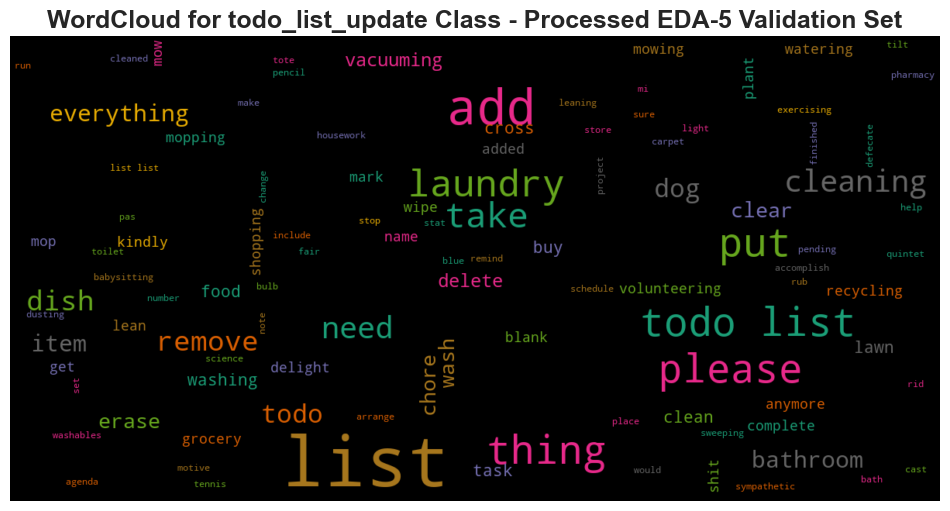 WordCloud for todo_list_update Class - Processed EDA-5 Validation Set
run
cleaned
mow
tote
pencil
vacuuming
mowing
watering
tilt
pharmacy
plant
everything
make
add
leaning
mi
sure
exercising
mopping
housework
cross
store
light
carpet
finished
defecate
added
list list
change
mark
laundry
project
dog
cleaning
pas
shopping
stop
wipe
stat
take
clear
help
mop
kindly
toilet
include
fair
name
buy
put
pending
quintet
babysitting
blue
remind
accomplish
dish
number
food
bulb
delete
schedule
volunteering
rub
recycling
dusting
lean
note
need
blank
todo list
item
remove
science
chore
wash
please
lawn
get
set
washing
delight
rid
erase
todo
arrange
place
clean
anymore
complete
washables
grocery
list
thing
sweeping
agenda
motive
tennis
task
would
shit
bathroom
sympathetic
bath
cast